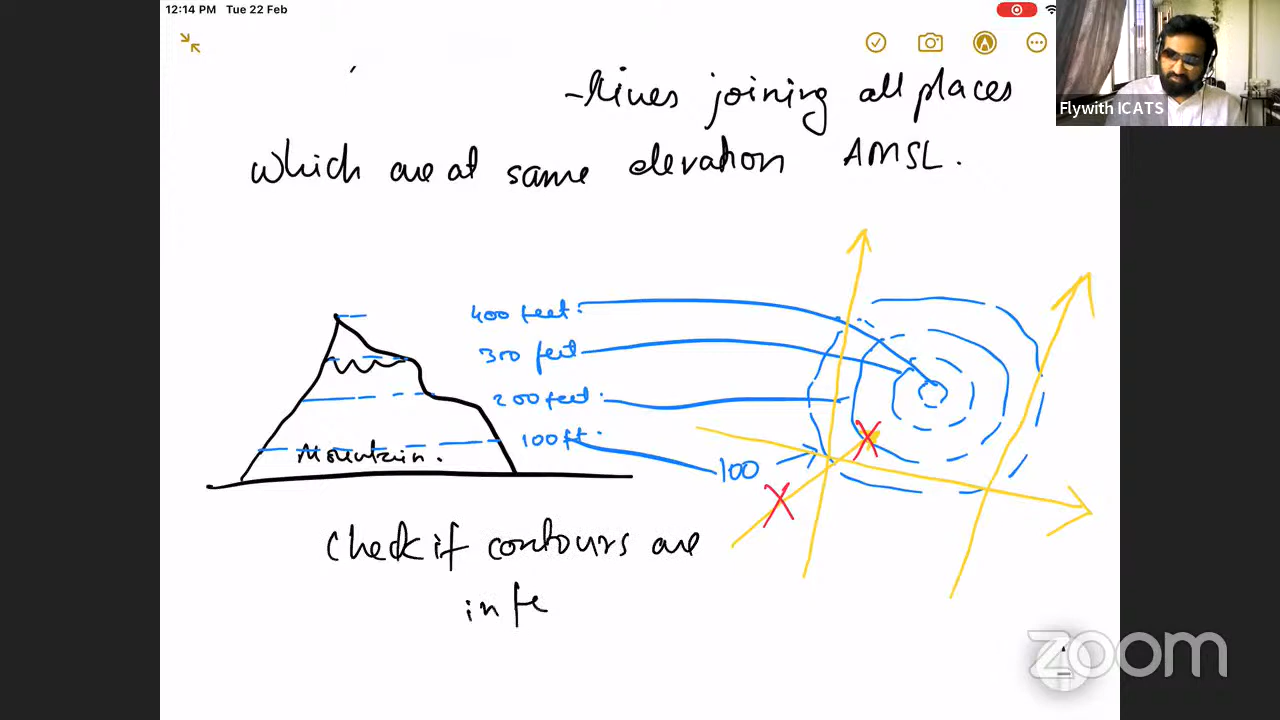 12:14 PM Tue 22 Feb
Flywith ICATS
-lines joining all places
which are at same elevation AMSL.
400 feet.
300 feet
200 feet.
100 ft.
Mountain.
100
check if contours are
in fe
zoom